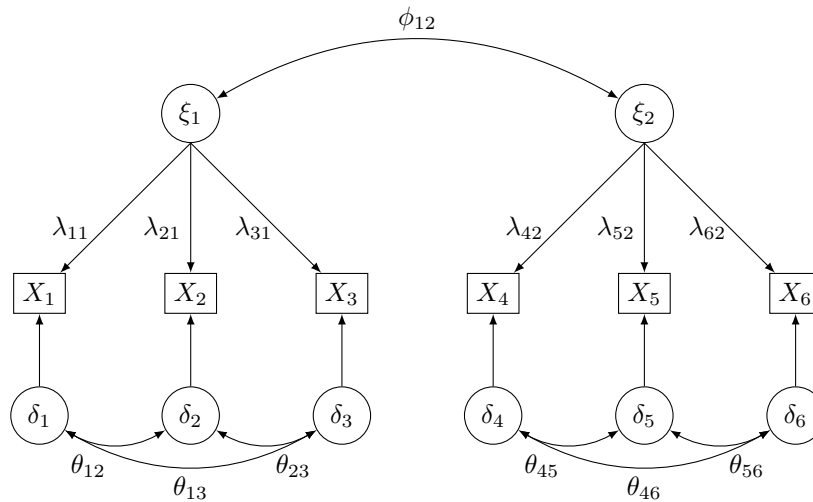 ϕ₁₂
ξ₁ ξ₂
λ₁₁ λ₂₁ λ₃₁ λ₄₂ λ₅₂ λ₆₂
X₁ X₂ X₃ X₄ X₅ X₆
δ₁ δ₂ δ₃ δ₄ δ₅ δ₆
θ₁₂ θ₂₃ θ₄₅ θ₅₆
θ₁₃ θ₄₆